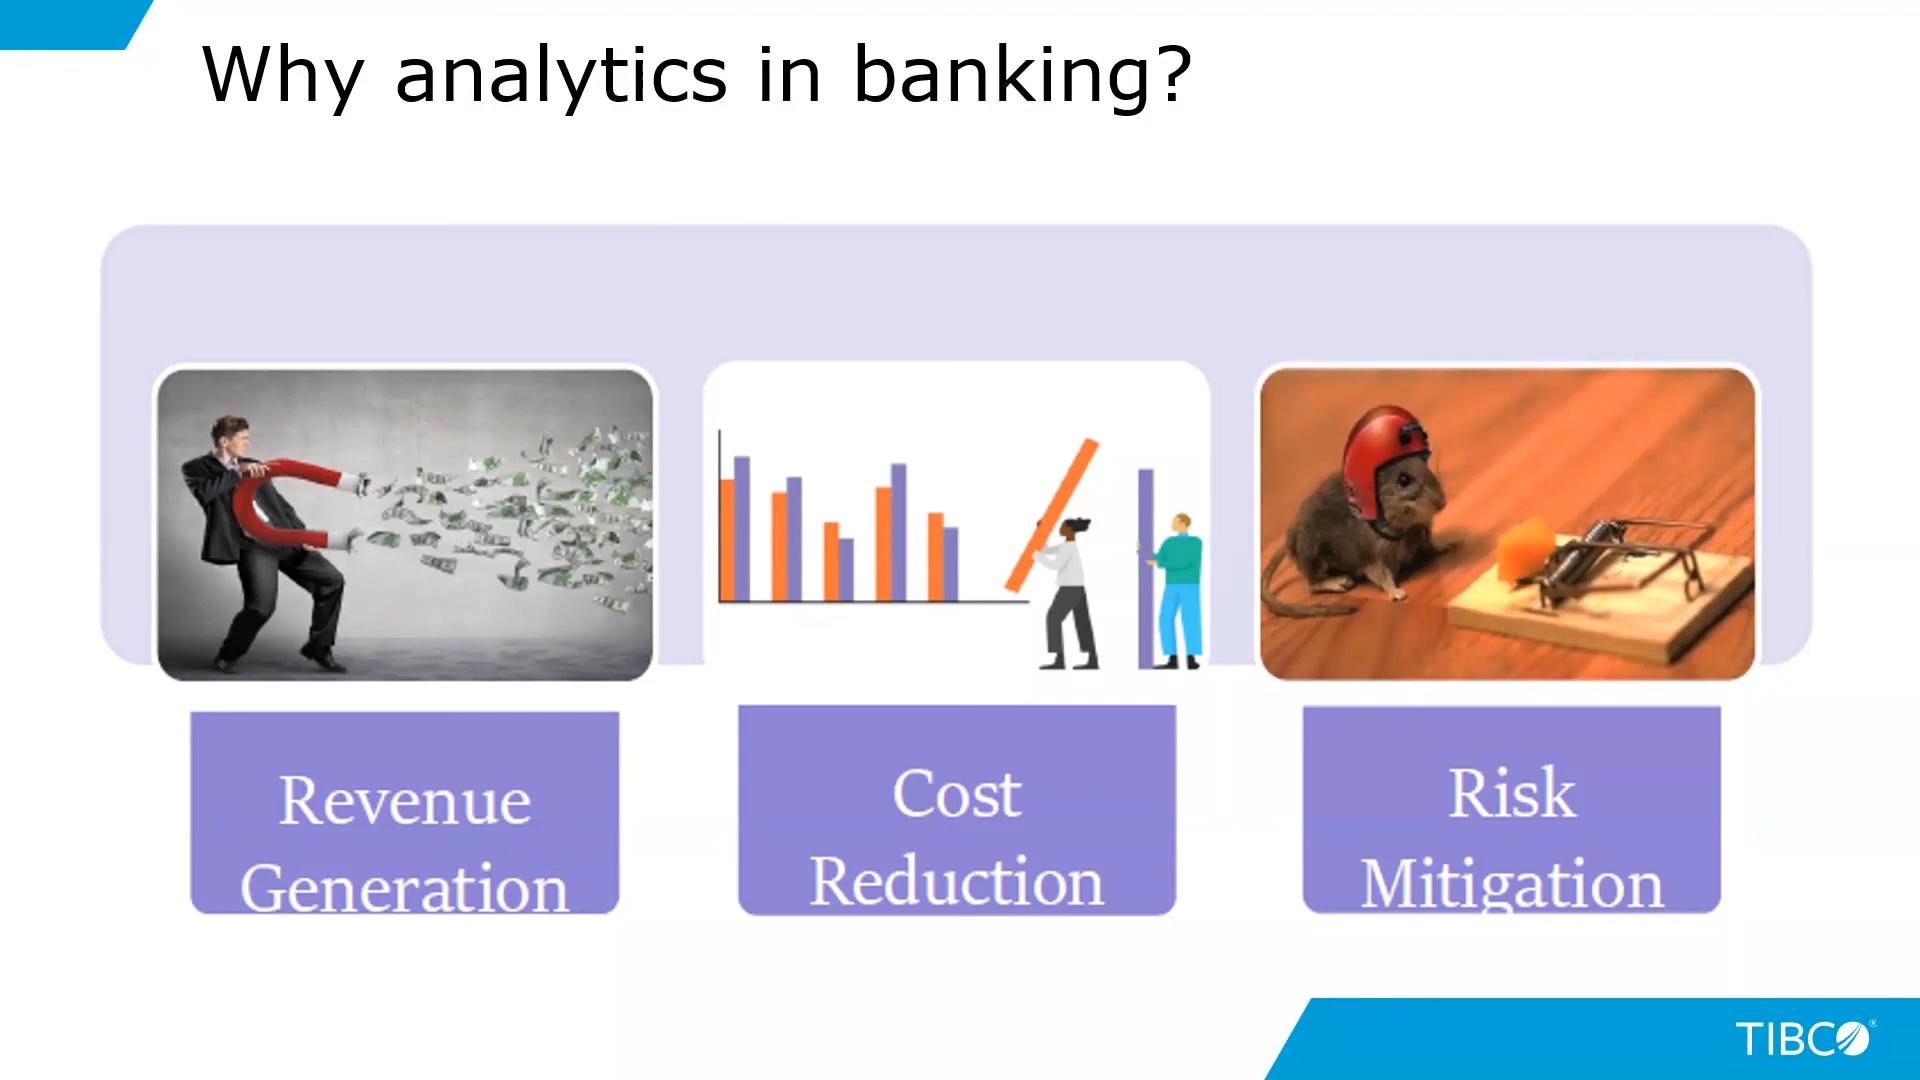 Why analytics in banking?
Revenue
Generation
Cost
Reduction
Risk
Mitigation
TIBCO®